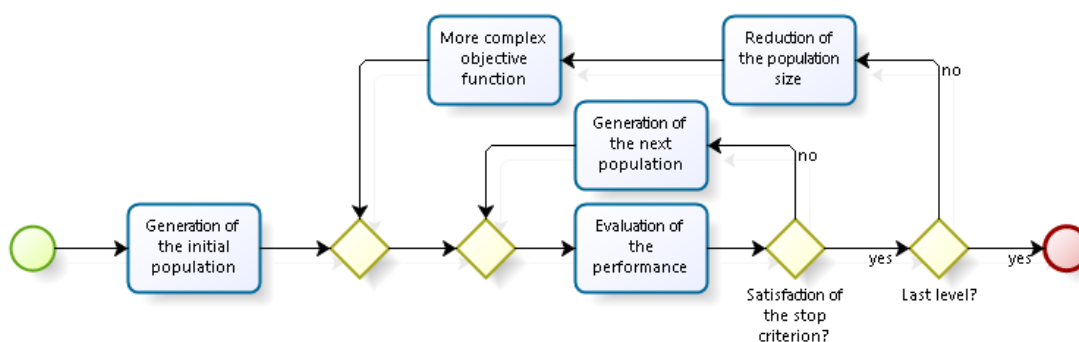 More complex
objective
function
Reduction of
the population
size
no
Generation of
the next
population
no
Generation of
the initial
population
Evaluation of
the
performance
yes
yes
Satisfaction of
the stop
criterion?
Last level?